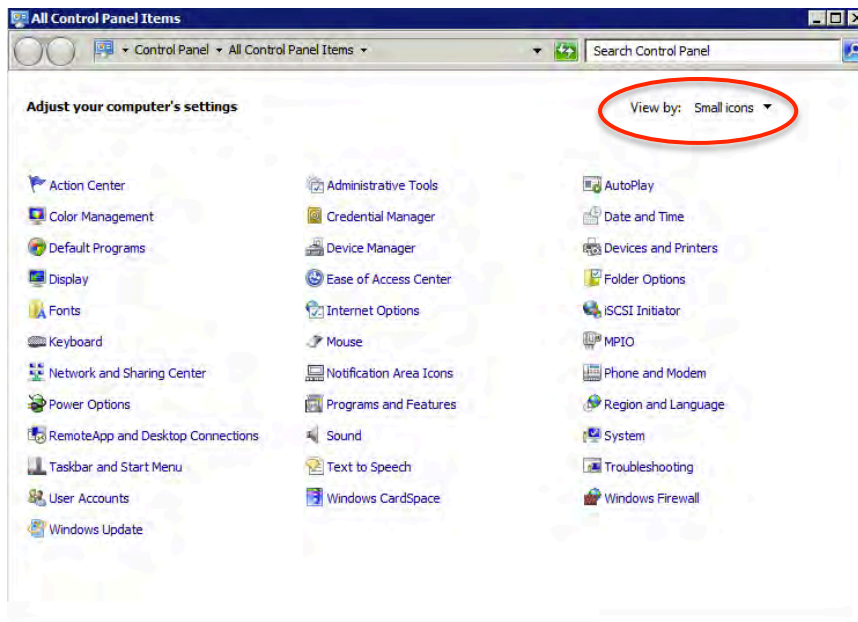 All Control Panel Items
Control Panel All Control Panel Items Search Control Panel
Adjust your computer's settings View by: Small icons
Action Center Administrative Tools AutoPlay
Color Management Credential Manager Date and Time
Default Programs Device Manager Devices and Printers
Display Ease of Access Center Folder Options
Fonts Internet Options iSCSI Initiator
Keyboard Mouse MPIO
Network and Sharing Center Notification Area Icons Phone and Modem
Power Options Programs and Features Region and Language
RemoteApp and Desktop Connections Sound System
Taskbar and Start Menu Text to Speech Troubleshooting
User Accounts Windows CardSpace Windows Firewall
Windows Update